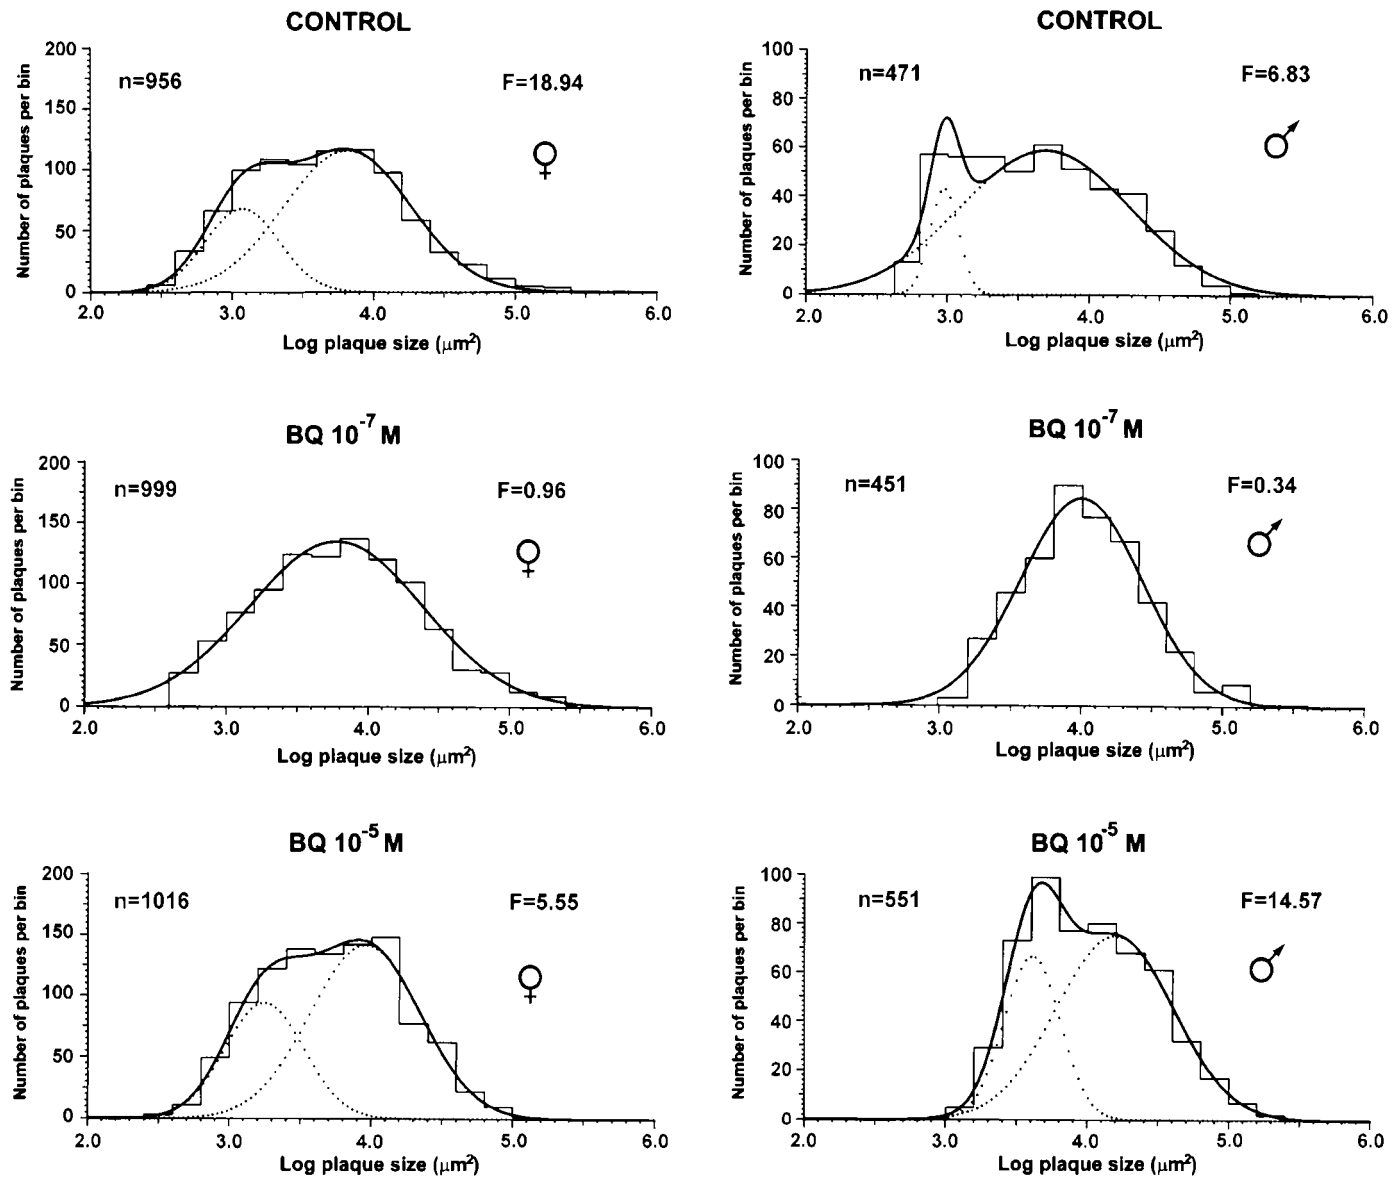 CONTROL
200
150
100
50
0
n=956
F=18.94
♀
Number of plaques per bin
2.0 3.0 4.0 5.0 6.0
Log plaque size (μm²)
CONTROL
100
80
60
40
20
0
n=471
F=6.83
♂
Number of plaques per bin
2.0 3.0 4.0 5.0 6.0
Log plaque size (μm²)
BQ 10⁻⁷ M
200
150
100
50
0
n=999
F=0.96
♀
Number of plaques per bin
2.0 3.0 4.0 5.0 6.0
Log plaque size (μm²)
BQ 10⁻⁷ M
100
80
60
40
20
0
n=451
F=0.34
♂
Number of plaques per bin
2.0 3.0 4.0 5.0 6.0
Log plaque size (μm²)
BQ 10⁻⁵ M
200
150
100
50
0
n=1016
F=5.55
♀
Number of plaques per bin
2.0 3.0 4.0 5.0 6.0
Log plaque size (μm²)
BQ 10⁻⁵ M
100
80
60
40
20
0
n=551
F=14.57
♂
Number of plaques per bin
2.0 3.0 4.0 5.0 6.0
Log plaque size (μm²)